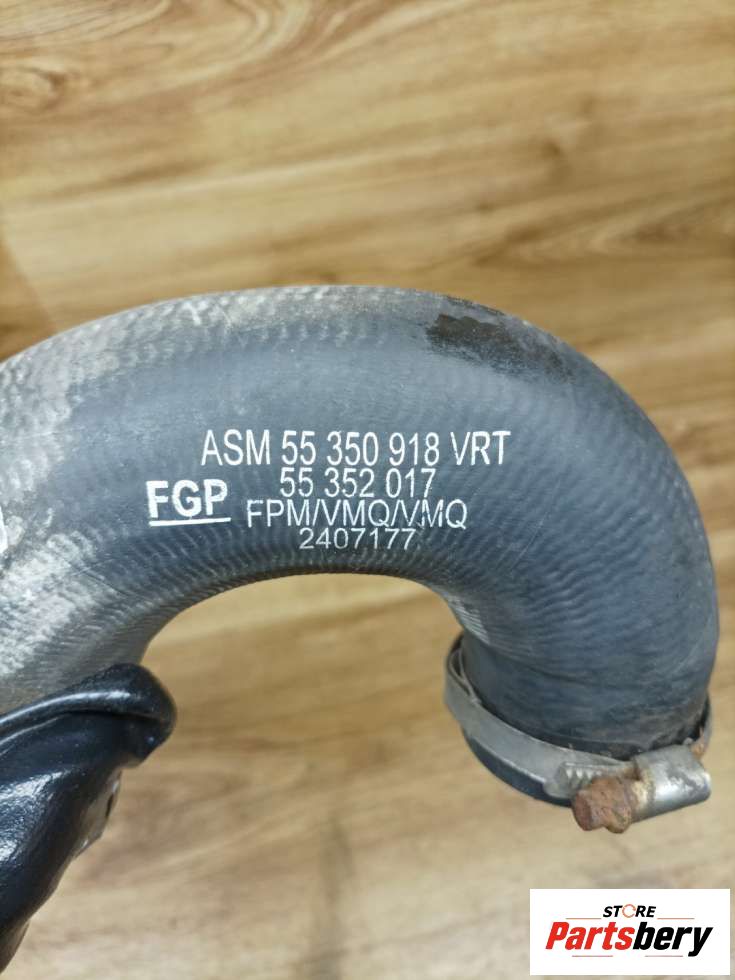 ASM 55 350 918 VRT
55 352 017
FGP FPM/VMQ/VMQ
2407177
STORE
Partsbery